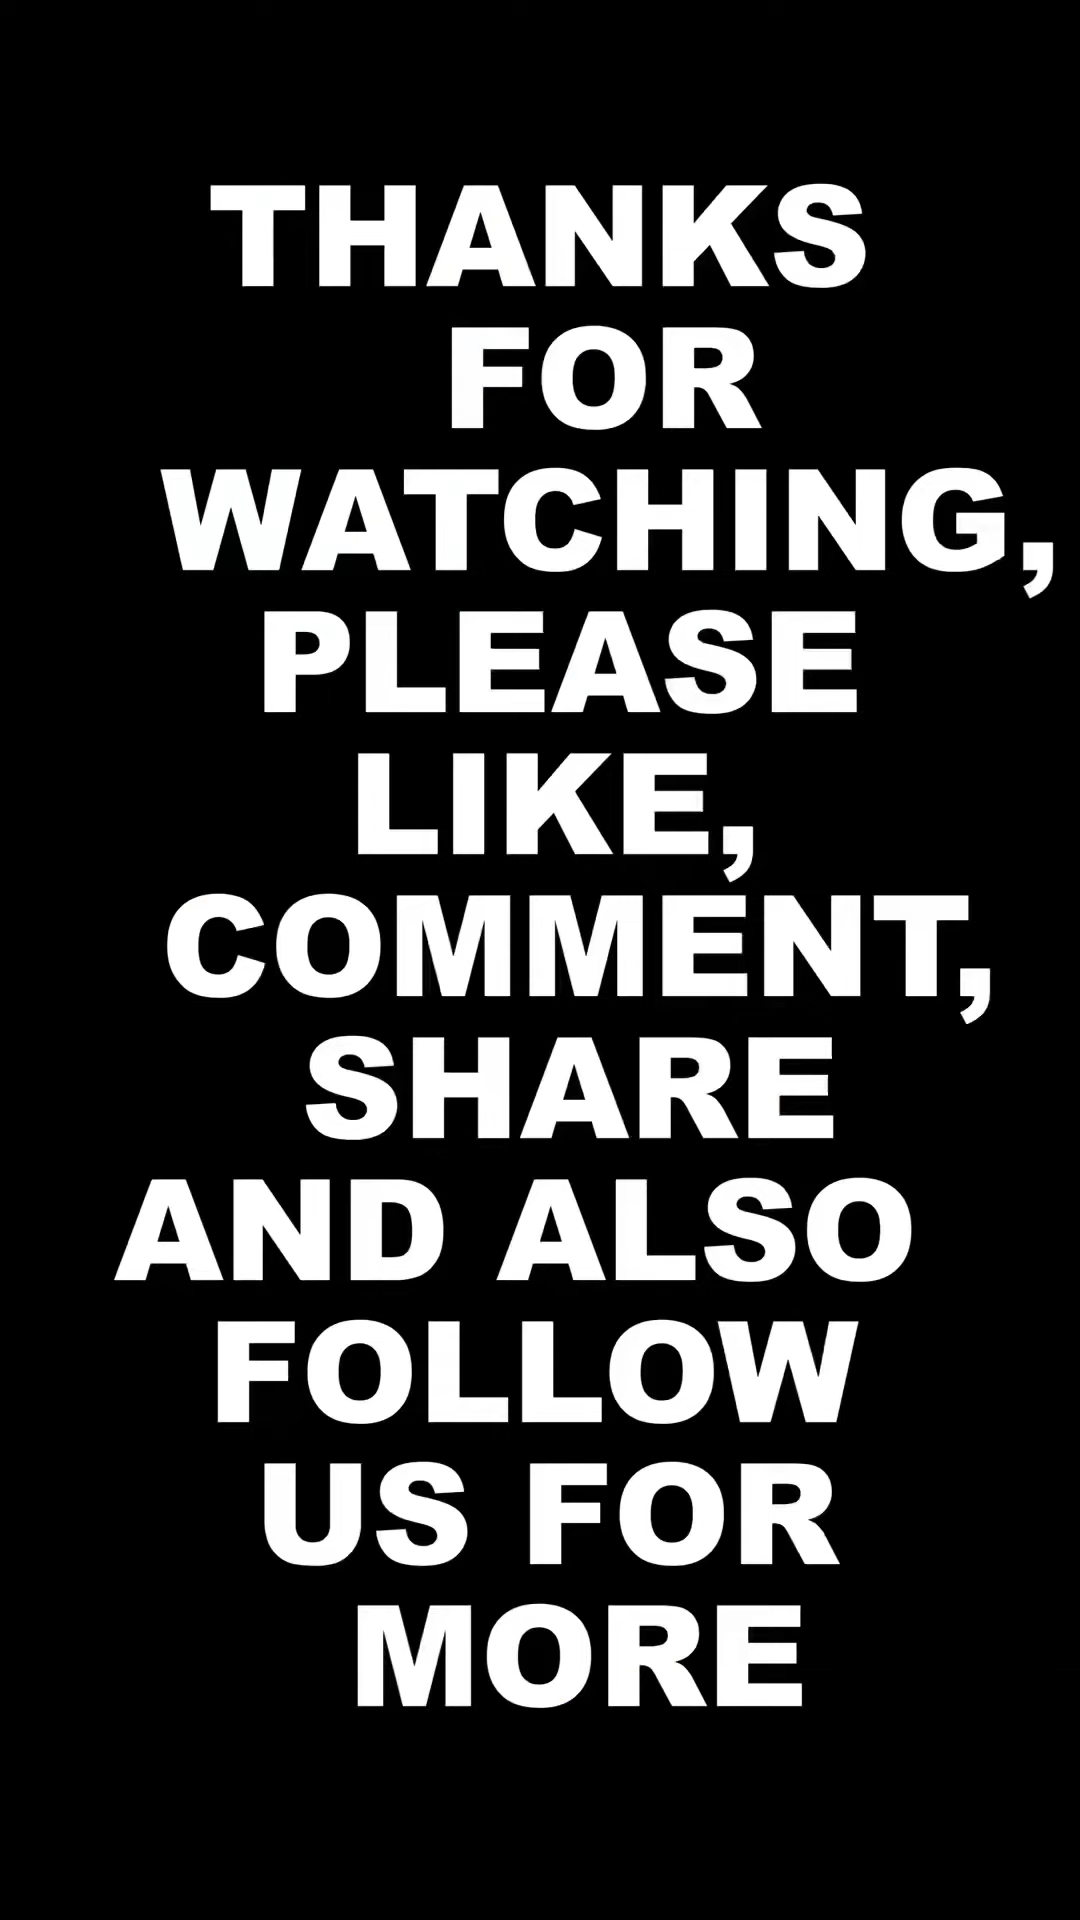 THANKS
FOR
WATCHING,
PLEASE
LIKE,
COMMENT,
SHARE
AND ALSO
FOLLOW
US FOR
MORE